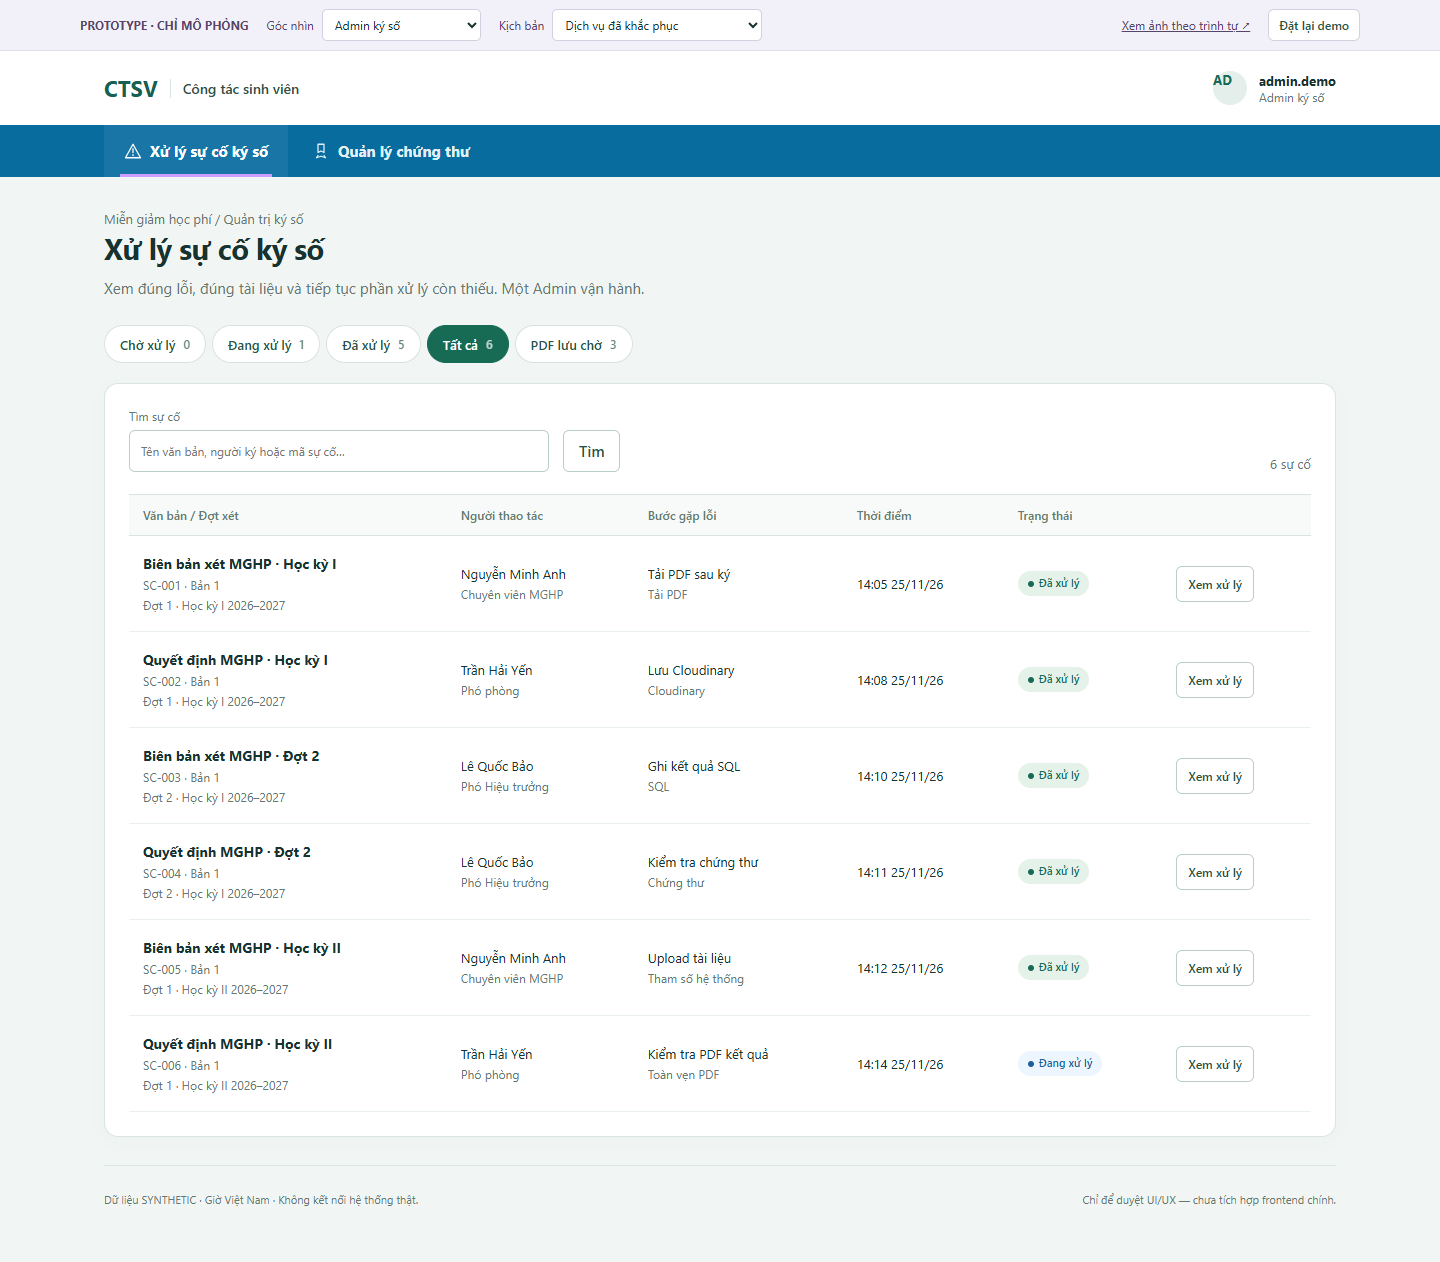 PROTOTYPE · CHỈ MÔ PHỎNG Góc nhìn Admin ký số Kịch bản Dịch vụ đã khắc phục Xem ảnh theo trình tự ↗ Đặt lại demo
CTSV Công tác sinh viên AD admin.demo
Admin ký số
Xử lý sự cố ký số Quản lý chứng thư
Miễn giảm học phí / Quản trị ký số
Xử lý sự cố ký số
Xem đúng lỗi, đúng tài liệu và tiếp tục phần xử lý còn thiếu. Một Admin vận hành.
Chờ xử lý 0 Đang xử lý 1 Đã xử lý 5 Tất cả 6 PDF lưu chờ 3
Tìm sự cố
Tên văn bản, người ký hoặc mã sự cố... Tìm
6 sự cố
Văn bản / Đợt xét Người thao tác Bước gặp lỗi Thời điểm Trạng thái
Biên bản xét MGHP · Học kỳ I
SC-001 · Bản 1
Đợt 1 · Học kỳ I 2026–2027
Nguyễn Minh Anh
Chuyên viên MGHP
Tải PDF sau ký
Tải PDF
14:05 25/11/26
Đã xử lý
Xem xử lý
Quyết định MGHP · Học kỳ I
SC-002 · Bản 1
Đợt 1 · Học kỳ I 2026–2027
Trần Hải Yến
Phó phòng
Lưu Cloudinary
Cloudinary
14:08 25/11/26
Đã xử lý
Xem xử lý
Biên bản xét MGHP · Đợt 2
SC-003 · Bản 1
Đợt 2 · Học kỳ I 2026–2027
Lê Quốc Bảo
Phó Hiệu trưởng
Ghi kết quả SQL
SQL
14:10 25/11/26
Đã xử lý
Xem xử lý
Quyết định MGHP · Đợt 2
SC-004 · Bản 1
Đợt 2 · Học kỳ I 2026–2027
Lê Quốc Bảo
Phó Hiệu trưởng
Kiểm tra chứng thư
Chứng thư
14:11 25/11/26
Đã xử lý
Xem xử lý
Biên bản xét MGHP · Học kỳ II
SC-005 · Bản 1
Đợt 1 · Học kỳ II 2026–2027
Nguyễn Minh Anh
Chuyên viên MGHP
Upload tài liệu
Tham số hệ thống
14:12 25/11/26
Đã xử lý
Xem xử lý
Quyết định MGHP · Học kỳ II
SC-006 · Bản 1
Đợt 1 · Học kỳ II 2026–2027
Trần Hải Yến
Phó phòng
Kiểm tra PDF kết quả
Toàn vẹn PDF
14:14 25/11/26
Đang xử lý
Xem xử lý
Dữ liệu SYNTHETIC · Giờ Việt Nam · Không kết nối hệ thống thật. Chỉ để duyệt UI/UX — chưa tích hợp frontend chính.